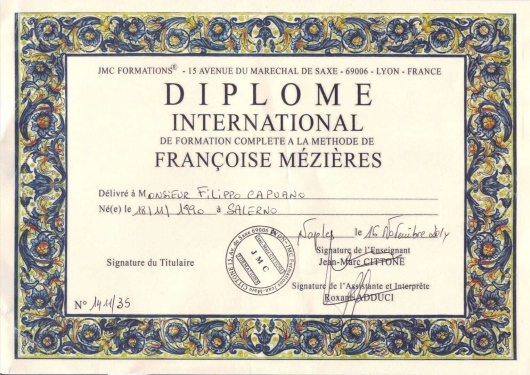 JMC FORMATIONS® - 15 AVENUE DU MARECHAL DE SAXE - 69006 - LYON - FRANCE
DIPLOME
INTERNATIONAL
DE FORMATION COMPLETE A LA METHODE DE
FRANÇOISE MÉZIÈRES
Délivré à MONSIEUR FILIPPO CAPUANO
Né(e) le 18/11/1990 à SALERNO
Naples le 16 2014
Signature de l'Enseignant
Jean-Marc CITTONE
Signature du Titulaire
JMC
Signature de l'Assistante et Interprète
Roxane ADDUCI
N° 1411/35